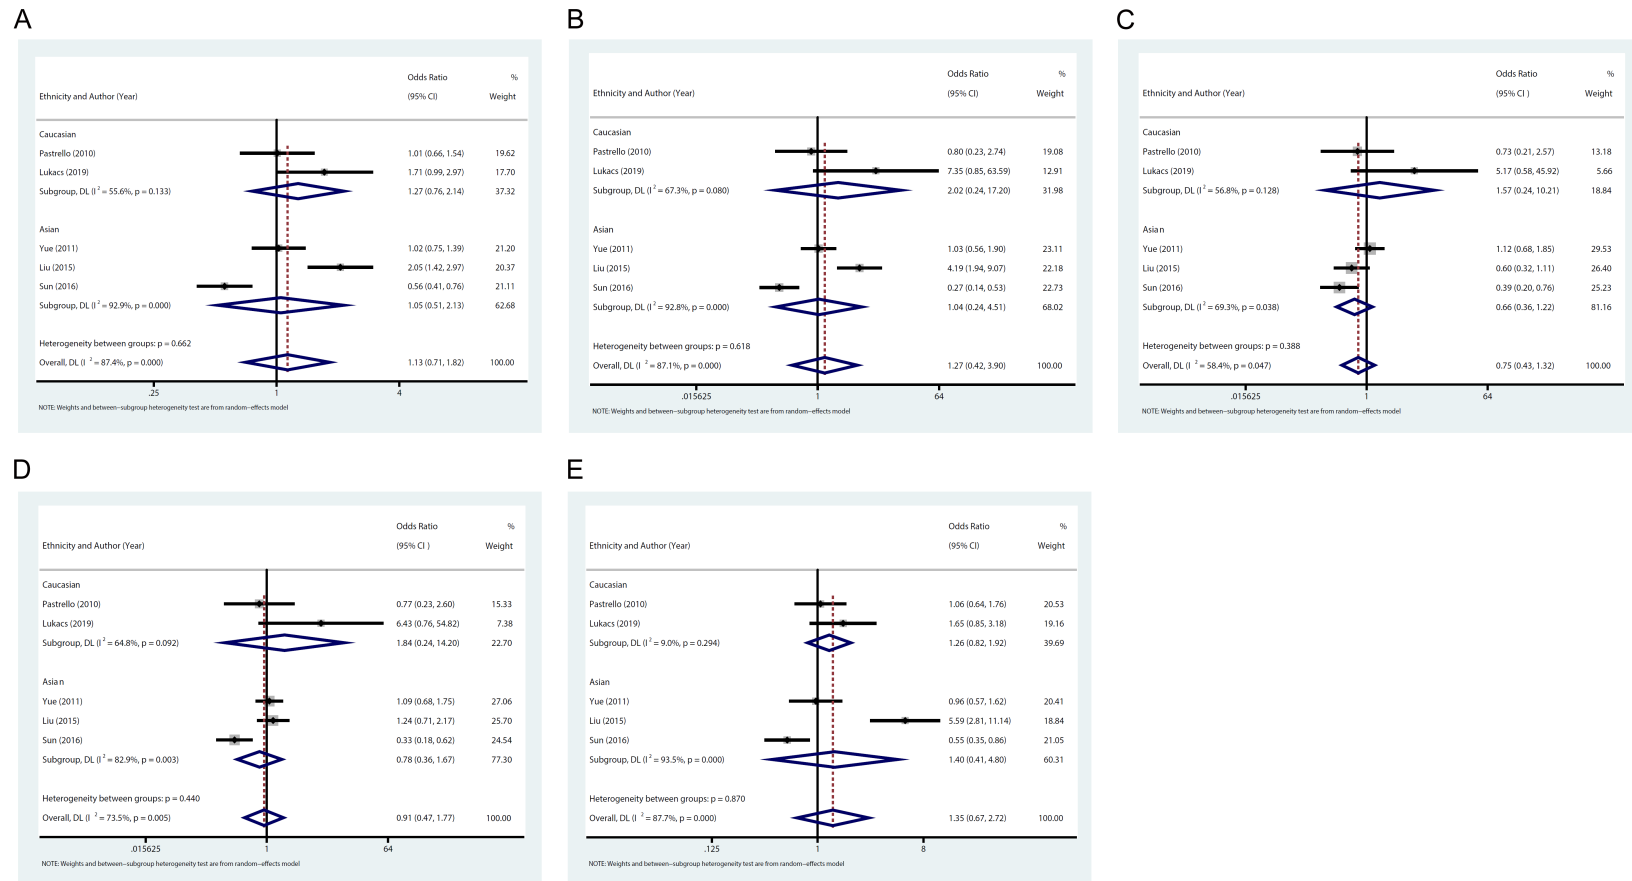 A
Odds Ratio %
Ethnicity and Author (Year) (95% CI) Weight
Caucasian
Pastrello (2010) 1.01 (0.66, 1.54) 19.62
Lukacs (2019) 1.71 (0.99, 2.97) 17.70
Subgroup, DL (I² = 55.6%, p = 0.133) 1.27 (0.76, 2.14) 37.32
Asian
Yue (2011) 1.02 (0.75, 1.39) 21.20
Liu (2015) 2.05 (1.42, 2.97) 20.37
Sun (2016) 0.56 (0.41, 0.76) 21.11
Subgroup, DL (I² = 92.9%, p = 0.000) 1.05 (0.51, 2.13) 62.68
Heterogeneity between groups: p = 0.662
Overall, DL (I² = 87.4%, p = 0.000) 1.13 (0.71, 1.82) 100.00
.25 1 4
NOTE: Weights and between−subgroup heterogeneity test are from random−effects model
B
Odds Ratio %
Ethnicity and Author (Year) (95% CI) Weight
Caucasian
Pastrello (2010) 0.80 (0.23, 2.74) 19.08
Lukacs (2019) 7.35 (0.85, 63.59) 12.91
Subgroup, DL (I² = 67.3%, p = 0.080) 2.02 (0.24, 17.20) 31.98
Asian
Yue (2011) 1.03 (0.56, 1.90) 23.11
Liu (2015) 4.19 (1.94, 9.07) 22.18
Sun (2016) 0.27 (0.14, 0.53) 22.73
Subgroup, DL (I² = 92.8%, p = 0.000) 1.04 (0.24, 4.51) 68.02
Heterogeneity between groups: p = 0.618
Overall, DL (I² = 87.1%, p = 0.000) 1.27 (0.42, 3.90) 100.00
.015625 1 64
NOTE: Weights and between−subgroup heterogeneity test are from random−effects model
C
Odds Ratio %
Ethnicity and Author (Year) (95% CI ) Weight
Caucasian
Pastrello (2010) 0.73 (0.21, 2.57) 13.18
Lukacs (2019) 5.17 (0.58, 45.92) 5.66
Subgroup, DL (I² = 56.8%, p = 0.128) 1.57 (0.24, 10.21) 18.84
Asian
Yue (2011) 1.12 (0.68, 1.85) 29.53
Liu (2015) 0.60 (0.32, 1.11) 26.40
Sun (2016) 0.39 (0.20, 0.76) 25.23
Subgroup, DL (I² = 69.3%, p = 0.038) 0.66 (0.36, 1.22) 81.16
Heterogeneity between groups: p = 0.388
Overall, DL (I² = 58.4%, p = 0.047) 0.75 (0.43, 1.32) 100.00
.015625 1 64
NOTE: Weights and between−subgroup heterogeneity test are from random−effects model
D
Odds Ratio %
Ethnicity and Author (Year) (95% CI ) Weight
Caucasian
Pastrello (2010) 0.77 (0.23, 2.60) 15.33
Lukacs (2019) 6.43 (0.76, 54.82) 7.38
Subgroup, DL (I² = 64.8%, p = 0.092) 1.84 (0.24, 14.20) 22.70
Asian
Yue (2011) 1.09 (0.68, 1.75) 27.06
Liu (2015) 1.24 (0.71, 2.17) 25.70
Sun (2016) 0.33 (0.18, 0.62) 24.54
Subgroup, DL (I² = 82.9%, p = 0.003) 0.78 (0.36, 1.67) 77.30
Heterogeneity between groups: p = 0.440
Overall, DL (I² = 73.5%, p = 0.005) 0.91 (0.47, 1.77) 100.00
.015625 1 64
NOTE: Weights and between−subgroup heterogeneity test are from random−effects model
E
Odds Ratio %
Ethnicity and Author (Year) (95% CI) Weight
Caucasian
Pastrello (2010) 1.06 (0.64, 1.76) 20.53
Lukacs (2019) 1.65 (0.85, 3.18) 19.16
Subgroup, DL (I² = 9.0%, p = 0.294) 1.26 (0.82, 1.92) 39.69
Asian
Yue (2011) 0.96 (0.57, 1.62) 20.41
Liu (2015) 5.59 (2.81, 11.14) 18.84
Sun (2016) 0.55 (0.35, 0.86) 21.05
Subgroup, DL (I² = 93.5%, p = 0.000) 1.40 (0.41, 4.80) 60.31
Heterogeneity between groups: p = 0.870
Overall, DL (I² = 87.7%, p = 0.000) 1.35 (0.67, 2.72) 100.00
.125 1 8
NOTE: Weights and between−subgroup heterogeneity test are from random−effects model